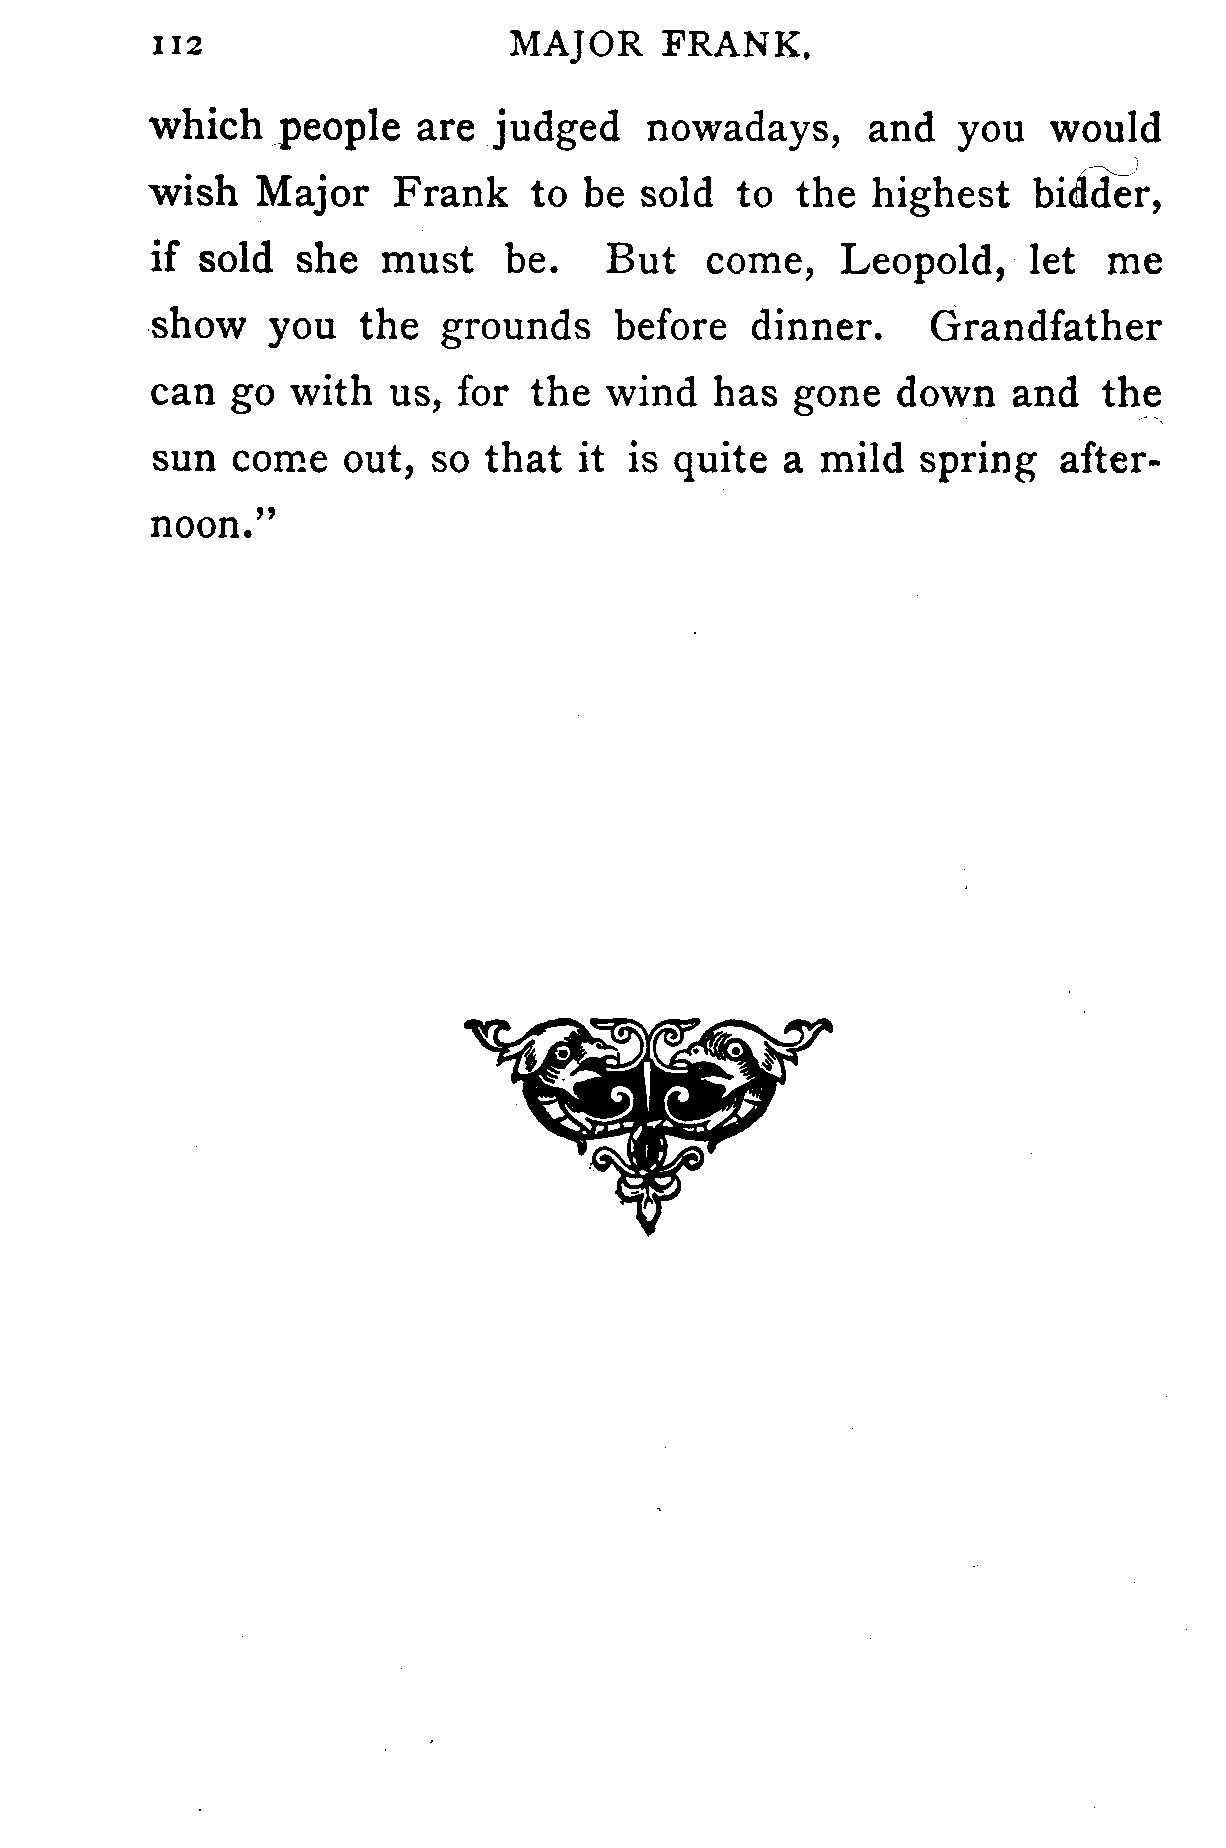 112 MAJOR FRANK.
which people are judged nowadays, and you would
wish Major Frank to be sold to the highest bidder,
if sold she must be. But come, Leopold, let me
show you the grounds before dinner. Grandfather
can go with us, for the wind has gone down and the
sun come out, so that it is quite a mild spring after-
noon."